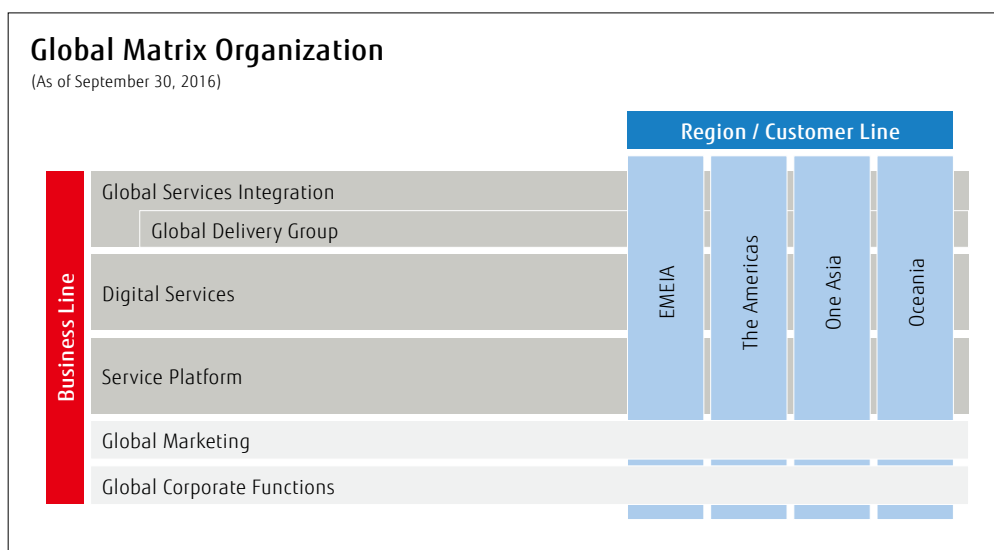 Global Matrix Organization
(As of September 30, 2016)
Region / Customer Line
Business Line
Global Services Integration
Global Delivery Group
Digital Services
Service Platform
Global Marketing
Global Corporate Functions
EMEIA
The Americas
One Asia
Oceania